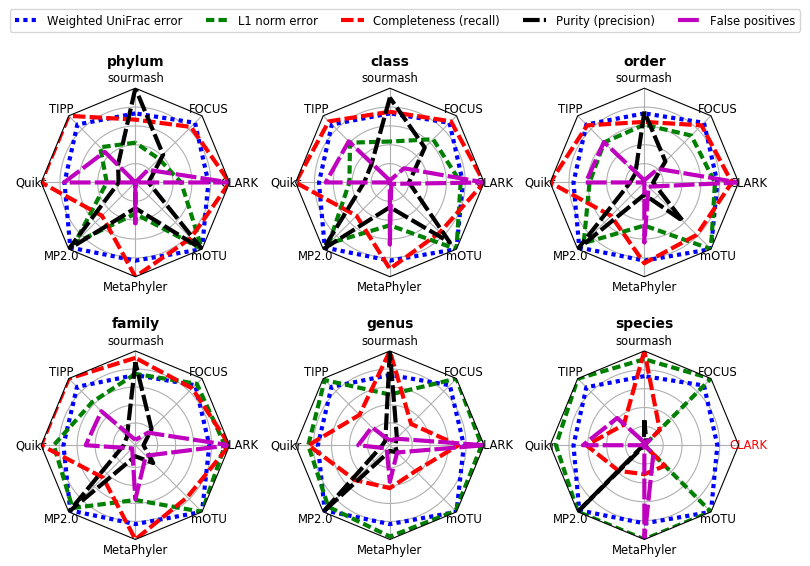 Weighted UniFrac error L1 norm error Completeness (recall) Purity (precision) False positives
phylum class order
sourmash sourmash sourmash
TIPP FOCUS TIPP FOCUS TIPP FOCUS
Quikr CLARK Quikr CLARK Quikr CLARK
MP2.0 mOTU MP2.0 mOTU MP2.0 mOTU
MetaPhyler MetaPhyler MetaPhyler
family genus species
sourmash sourmash sourmash
TIPP FOCUS TIPP FOCUS TIPP FOCUS
Quikr CLARK Quikr CLARK Quikr CLARK
MP2.0 mOTU MP2.0 mOTU MP2.0 mOTU
MetaPhyler MetaPhyler MetaPhyler